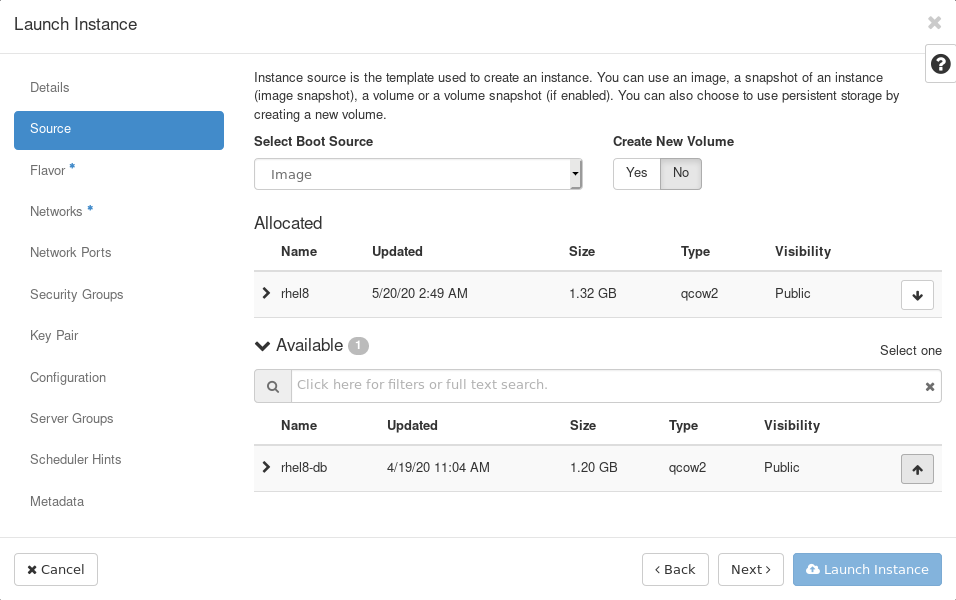 Launch Instance
Details
Source
Flavor *
Networks *
Network Ports
Security Groups
Key Pair
Configuration
Server Groups
Scheduler Hints
Metadata
Instance source is the template used to create an instance. You can use an image, a snapshot of an instance
(image snapshot), a volume or a volume snapshot (if enabled). You can also choose to use persistent storage by
creating a new volume.
Select Boot Source Create New Volume
Image Yes No
Allocated
Name Updated Size Type Visibility
rhel8 5/20/20 2:49 AM 1.32 GB qcow2 Public
Available 1 Select one
Click here for filters or full text search.
Name Updated Size Type Visibility
rhel8-db 4/19/20 11:04 AM 1.20 GB qcow2 Public
Cancel < Back Next > Launch Instance